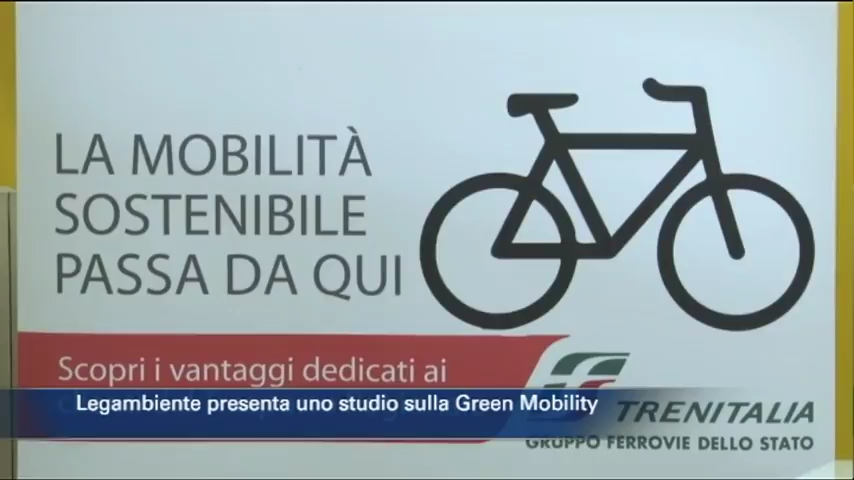 LA MOBILITÀ
SOSTENIBILE
PASSA DA QUI
Scopri i vantaggi dedicati ai
Legambiente presenta uno studio sulla Green Mobility
TRENITALIA
GRUPPO FERROVIE DELLO STATO